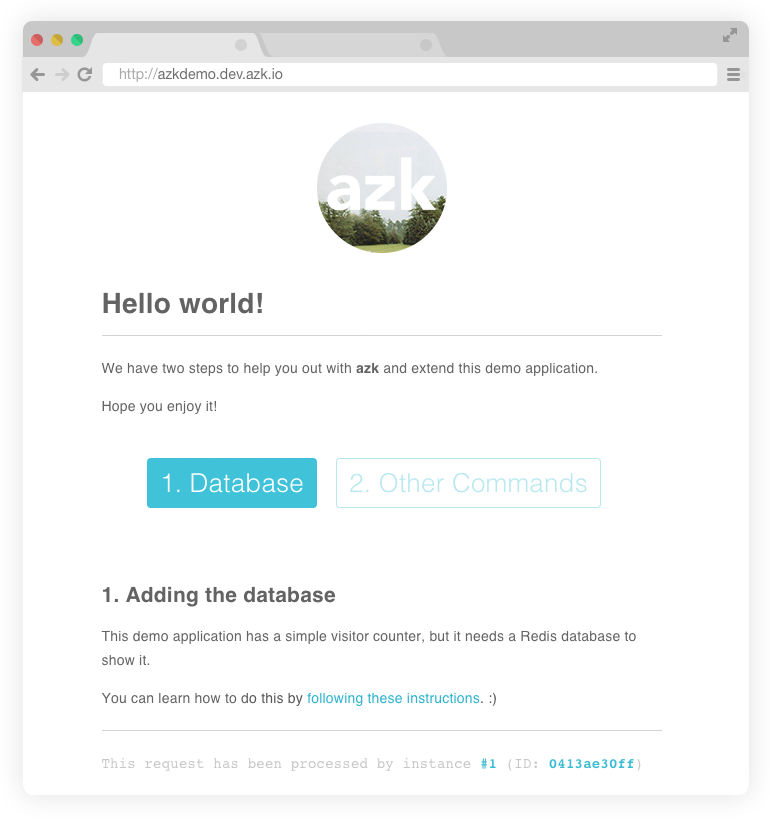 http://azkdemo.dev.azk.io
azk
Hello world!
We have two steps to help you out with azk and extend this demo application.
Hope you enjoy it!
1. Database
2. Other Commands
1. Adding the database
This demo application has a simple visitor counter, but it needs a Redis database to
show it.
You can learn how to do this by following these instructions. :)
This request has been processed by instance #1 (ID: 0413ae30ff)